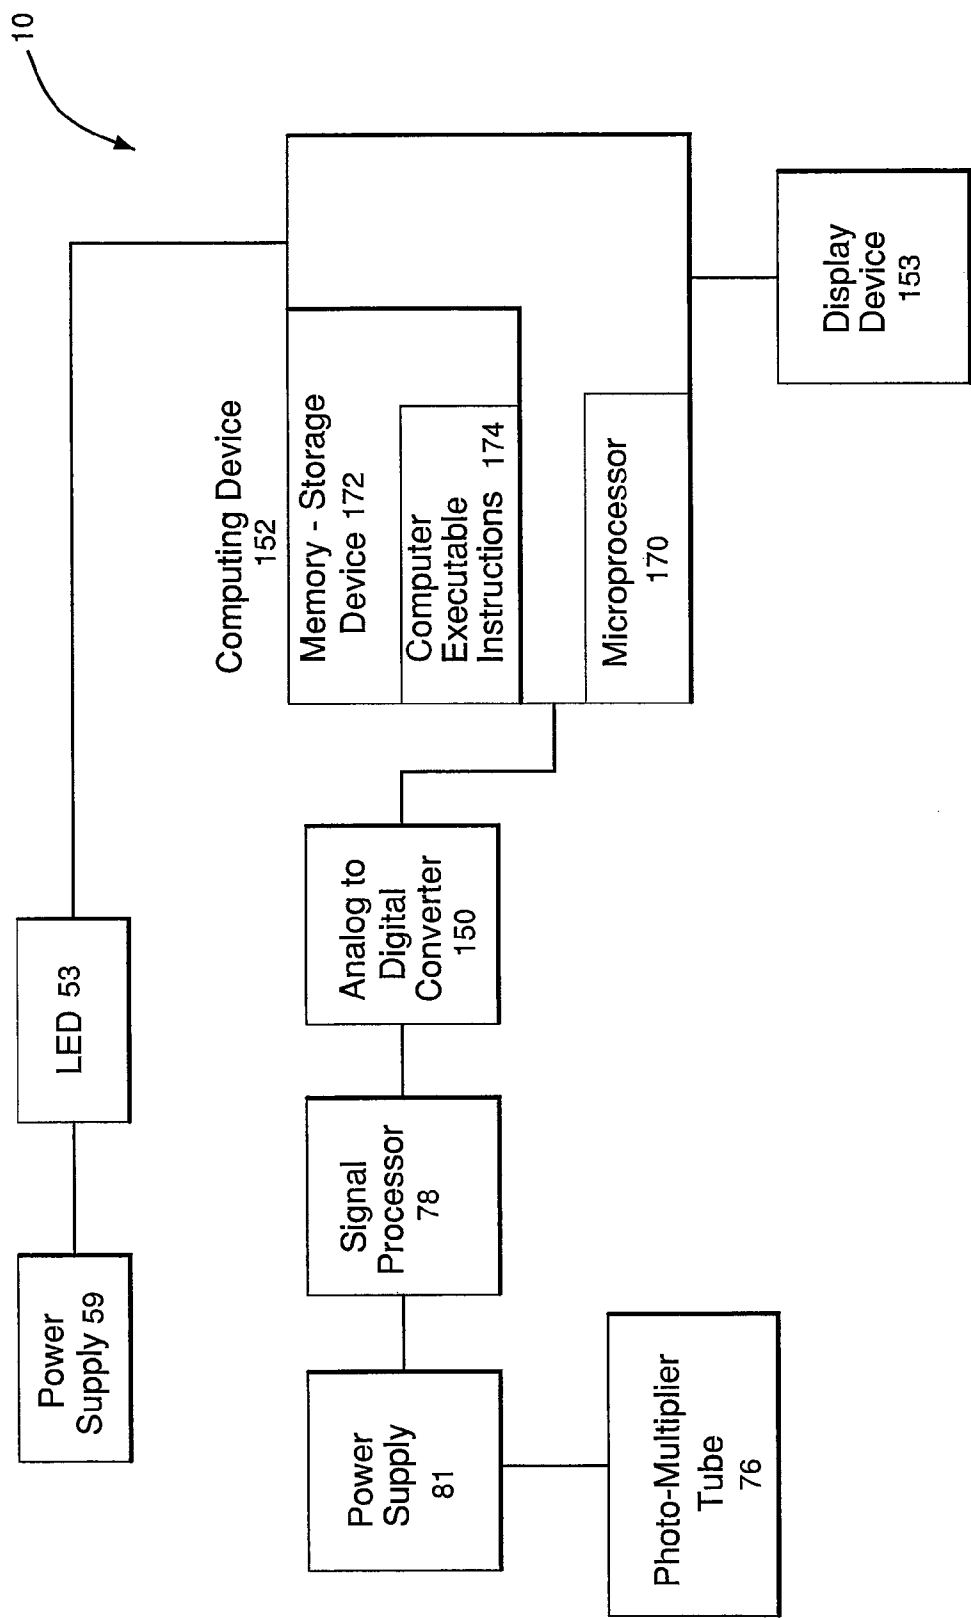 10
Power
Supply 59
LED 53
Computing Device
152
Memory - Storage
Device 172
Computer
Executable
Instructions 174
Microprocessor
170
Power
Supply
81
Signal
Processor
78
Analog to
Digital
Converter
150
Photo-Multiplier
Tube
76
Display
Device
153